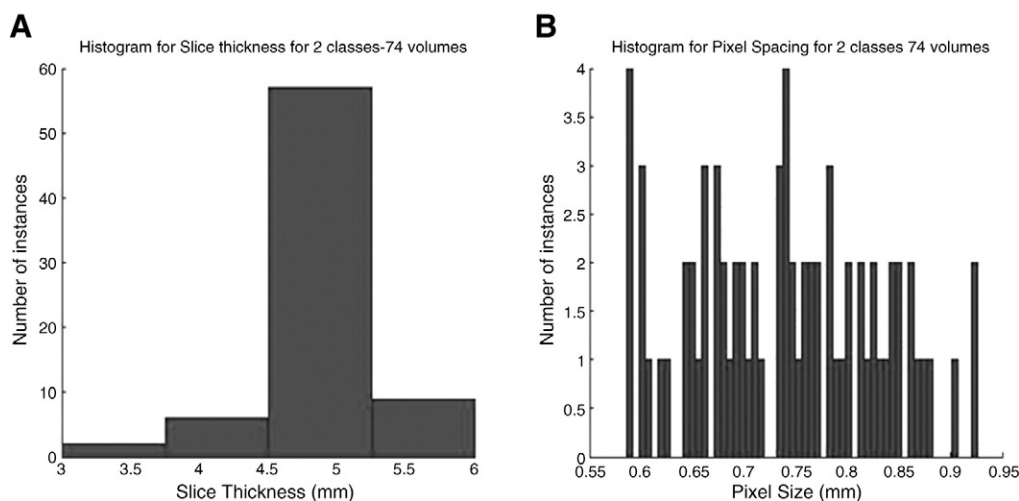 A
Histogram for Slice thickness for 2 classes-74 volumes
60
50
40
30
20
10
0
Number of instances
3 3.5 4 4.5 5 5.5 6
Slice Thickness (mm)
B
Histogram for Pixel Spacing for 2 classes 74 volumes
4
3.5
3
2.5
2
1.5
1
0.5
0
Number of instances
0.55 0.6 0.65 0.7 0.75 0.8 0.85 0.9 0.95
Pixel Size (mm)